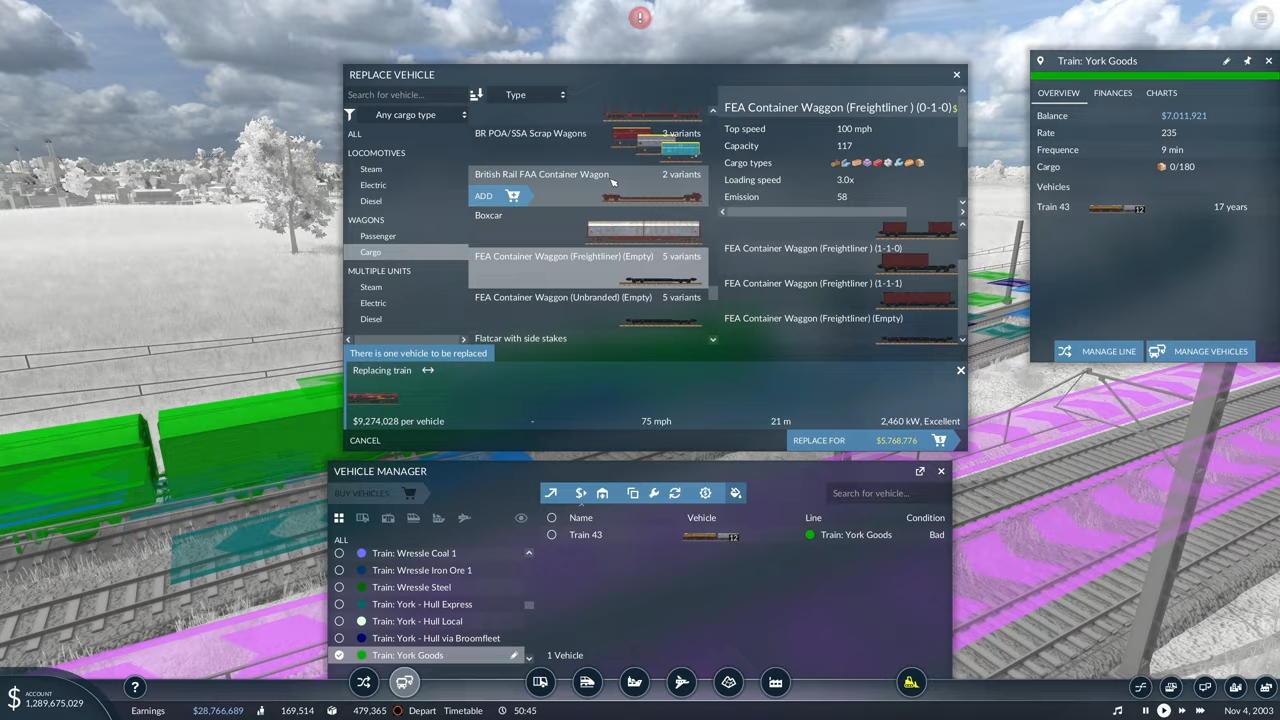 REPLACE VEHICLE
Search for vehicle...
Type
Any cargo type
ALL
LOCOMOTIVES
Steam
Electric
Diesel
WAGONS
Passenger
Cargo
MULTIPLE UNITS
Steam
Electric
Diesel
BR POA/SSA Scrap Wagons
3 variants
British Rail FAA Container Wagon
2 variants
ADD
Boxcar
FEA Container Waggon (Freightliner) (Empty)
5 variants
FEA Container Waggon (Unbranded) (Empty)
5 variants
Flatcar with side stakes
FEA Container Waggon (Freightliner ) (0-1-0)$
Top speed 100 mph
Capacity 117
Cargo types
Loading speed 3.0x
Emission 58
FEA Container Waggon (Freightliner ) (1-1-0)
FEA Container Waggon (Freightliner ) (1-1-1)
FEA Container Waggon (Freightliner) (Empty)
There is one vehicle to be replaced
Replacing train
$9,274,028 per vehicle - 75 mph 21 m 2,460 kW, Excellent
CANCEL
REPLACE FOR $5,768,776
Train: York Goods
OVERVIEW FINANCES CHARTS
Balance $7,011,921
Rate 235
Frequence 9 min
Cargo 0/180
Vehicles
Train 43 12 17 years
MANAGE LINE
MANAGE VEHICLES
VEHICLE MANAGER
BUY VEHICLES
Search for vehicle...
ALL
Train: Wressle Coal 1
Train: Wressle Iron Ore 1
Train: Wressle Steel
Train: York - Hull Express
Train: York - Hull Local
Train: York - Hull via Broomfleet
Train: York Goods
Name Vehicle Line Condition
Train 43 12 Train: York Goods Bad
1 Vehicle
$ ACCOUNT
1,289,675,029
?
Earnings $28,766,689 169,514 479,365 Depart Timetable 50:45
Nov 4, 2003